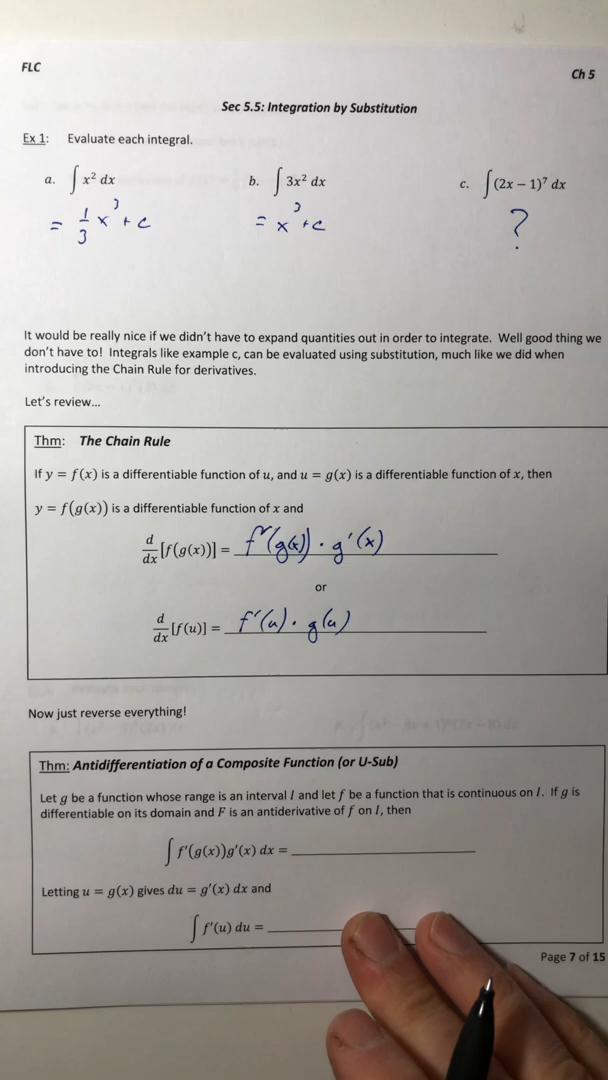 FLC
Ch 5
Sec 5.5: Integration by Substitution
Ex 1: Evaluate each integral.
a. ∫ x² dx b. ∫ 3x² dx c. ∫(2x − 1)⁷ dx
= 1/3 x³ + c = x³ + c ?
It would be really nice if we didn't have to expand quantities out in order to integrate. Well good thing we
don't have to! Integrals like example c, can be evaluated using substitution, much like we did when
introducing the Chain Rule for derivatives.
Let's review...
Thm: The Chain Rule
If y = f(x) is a differentiable function of u, and u = g(x) is a differentiable function of x, then
y = f(g(x)) is a differentiable function of x and
d/dx [f(g(x))] = f'(g(x)) · g'(x)
or
d/dx [f(u)] = f'(u) · g(u)
Now just reverse everything!
Thm: Antidifferentiation of a Composite Function (or U-Sub)
Let g be a function whose range is an interval I and let f be a function that is continuous on I. If g is
differentiable on its domain and F is an antiderivative of f on I, then
∫ f'(g(x))g'(x) dx =
Letting u = g(x) gives du = g'(x) dx and
∫ f'(u) du =
Page 7 of 15